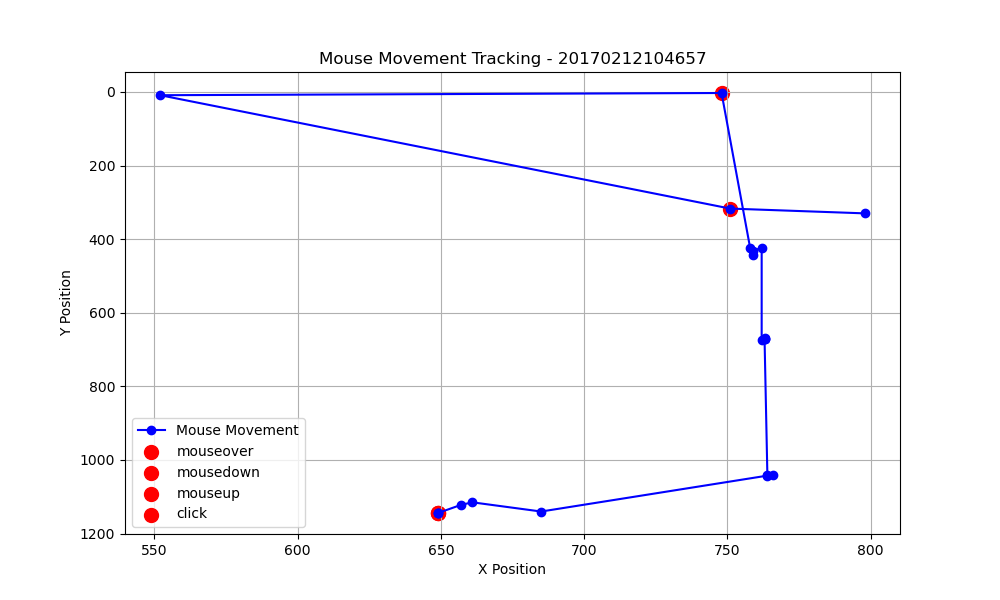 Mouse Movement Tracking - 20170212104657
0
200
400
600
800
1000
1200
Y Position
Mouse Movement
mouseover
mousedown
mouseup
click
550
600
650
700
750
800
X Position